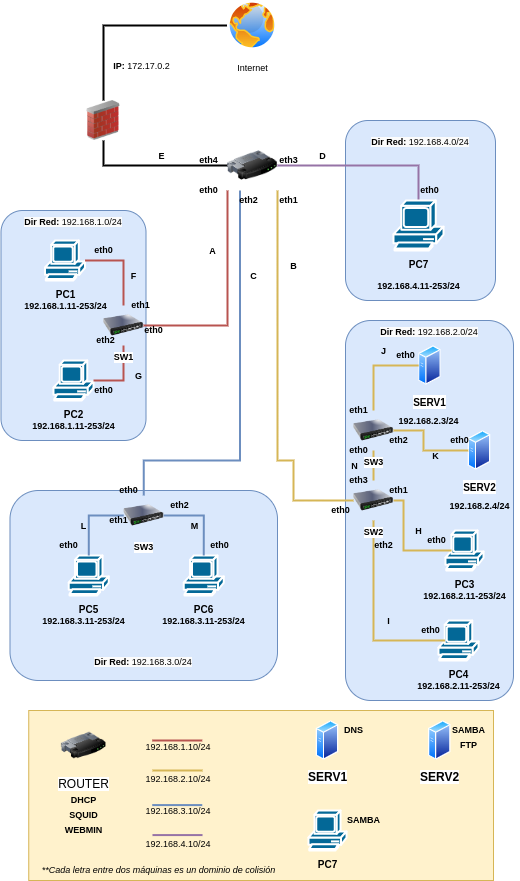 Internet
IP: 172.17.0.2
E
eth4
eth3
D
Dir Red: 192.168.4.0/24
eth0
eth2
eth1
eth0
PC7
192.168.4.11-253/24
Dir Red: 192.168.1.0/24
eth0
A
C
B
F
PC1
192.168.1.11-253/24
eth1
eth0
eth2
SW1
G
eth0
PC2
192.168.1.11-253/24
Dir Red: 192.168.2.0/24
J
eth0
SERV1
eth1
192.168.2.3/24
eth2
eth0
eth0
K
N
SW3
eth3
SERV2
192.168.2.4/24
eth1
eth0
SW2
H
eth0
eth2
PC3
192.168.2.11-253/24
I
eth0
PC4
192.168.2.11-253/24
eth0
eth2
L
eth1
M
SW3
eth0
eth0
PC5
192.168.3.11-253/24
PC6
192.168.3.11-253/24
Dir Red: 192.168.3.0/24
ROUTER
DHCP
SQUID
WEBMIN
192.168.1.10/24
192.168.2.10/24
192.168.3.10/24
192.168.4.10/24
DNS
SERV1
SAMBA
FTP
SERV2
SAMBA
PC7
**Cada letra entre dos máquinas es un dominio de colisión